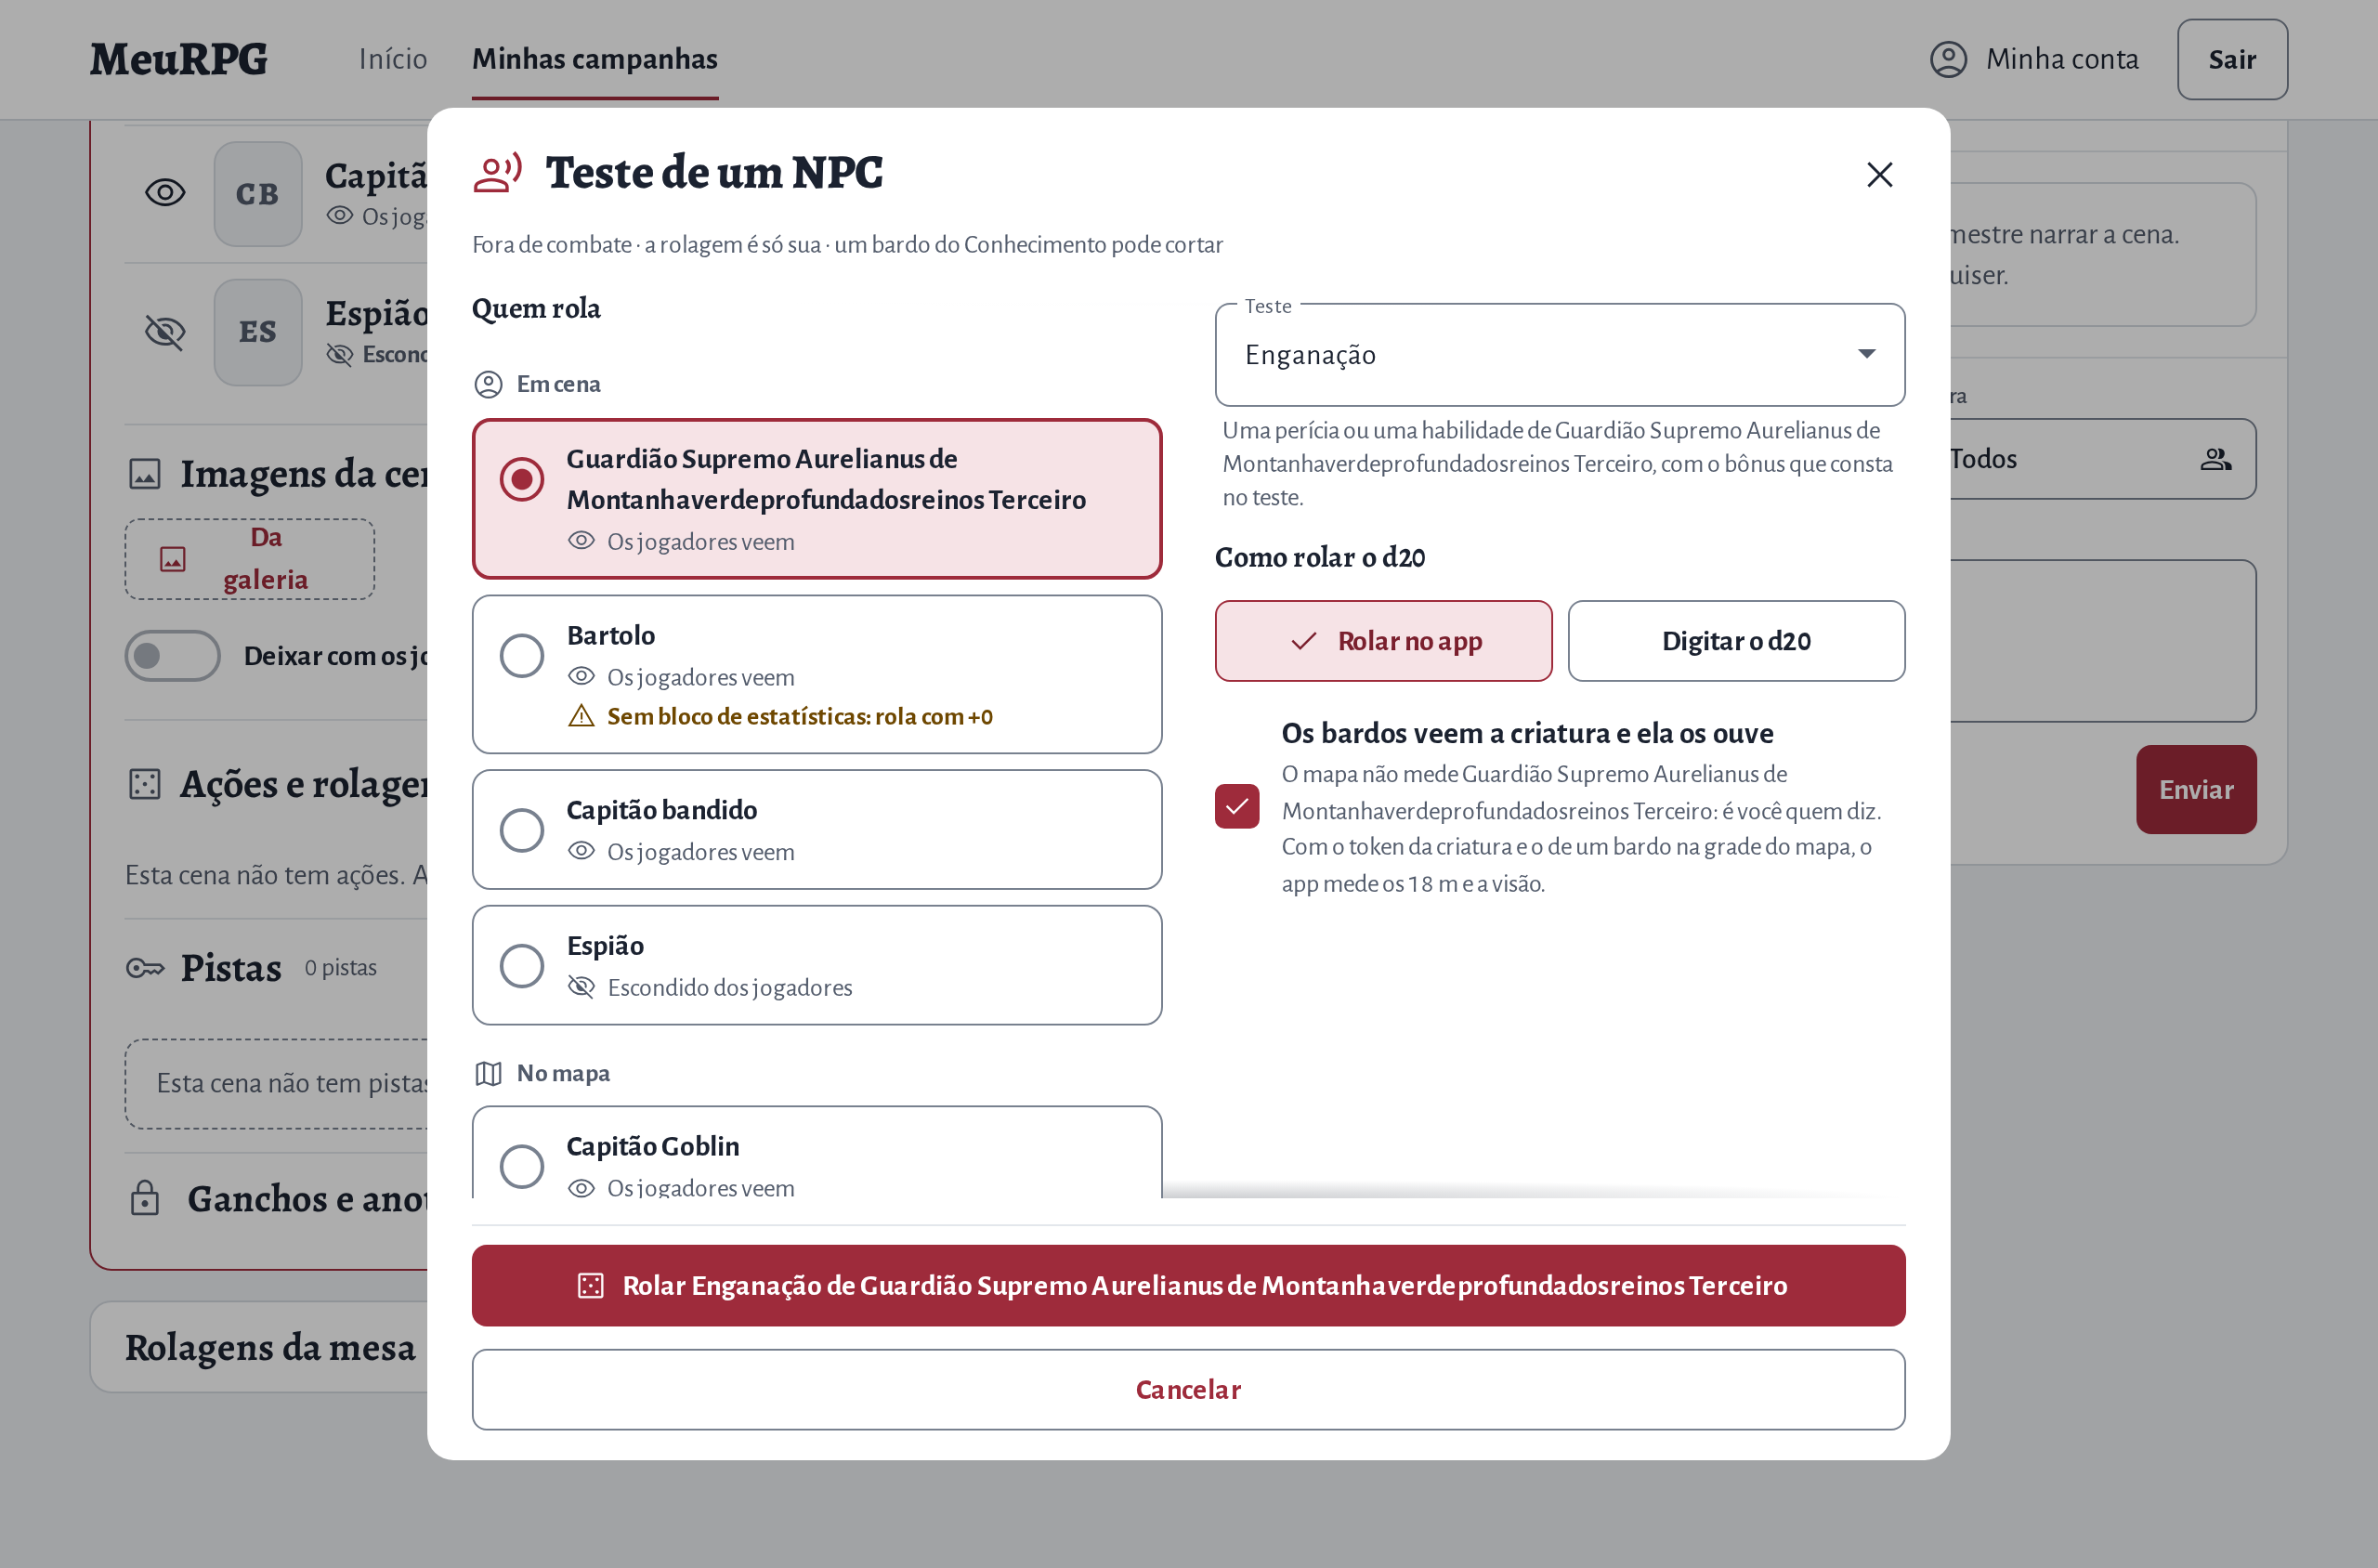 MeuRPG
Início
Minhas campanhas
Minha conta
Sair
CB
Capitã
Os jog
ES
Espião
Escond
Imagens da cen
Da
galeria
Deixar com os jo
Ações e rolagen
Esta cena não tem ações. A
Pistas
0 pistas
Esta cena não tem pistas
Ganchos e anot
Rolagens da mesa
Teste de um NPC
Fora de combate · a rolagem é só sua · um bardo do Conhecimento pode cortar
Quem rola
Em cena
Guardião Supremo Aurelianus de
Montanhaverdeprofundadosreinos Terceiro
Os jogadores veem
Bartolo
Os jogadores veem
Sem bloco de estatísticas: rola com +0
Capitão bandido
Os jogadores veem
Espião
Escondido dos jogadores
No mapa
Capitão Goblin
Os jogadores veem
Teste
Enganação
Uma perícia ou uma habilidade de Guardião Supremo Aurelianus de
Montanhaverdeprofundadosreinos Terceiro, com o bônus que consta
no teste.
Como rolar o d20
Rolar no app
Digitar o d20
Os bardos veem a criatura e ela os ouve
O mapa não mede Guardião Supremo Aurelianus de
Montanhaverdeprofundadosreinos Terceiro: é você quem diz.
Com o token da criatura e o de um bardo na grade do mapa, o
app mede os 18 m e a visão.
Rolar Enganação de Guardião Supremo Aurelianus de Montanhaverdeprofundadosreinos Terceiro
Cancelar
mestre narrar a cena.
uiser.
ra
Todos
Enviar